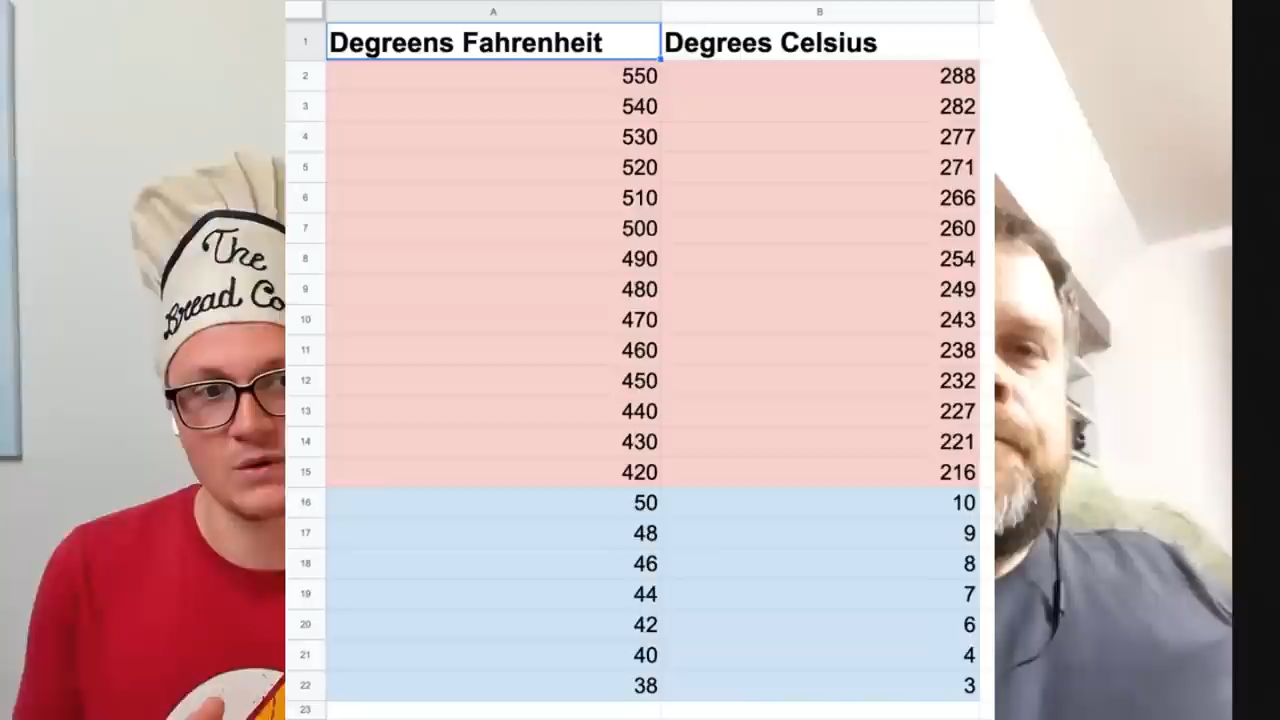 A B
1 Degreens Fahrenheit Degrees Celsius
2 550 288
3 540 282
4 530 277
5 520 271
6 510 266
7 500 260
8 490 254
9 480 249
10 470 243
11 460 238
12 450 232
13 440 227
14 430 221
15 420 216
16 50 10
17 48 9
18 46 8
19 44 7
20 42 6
21 40 4
22 38 3
23
The
Bread Co